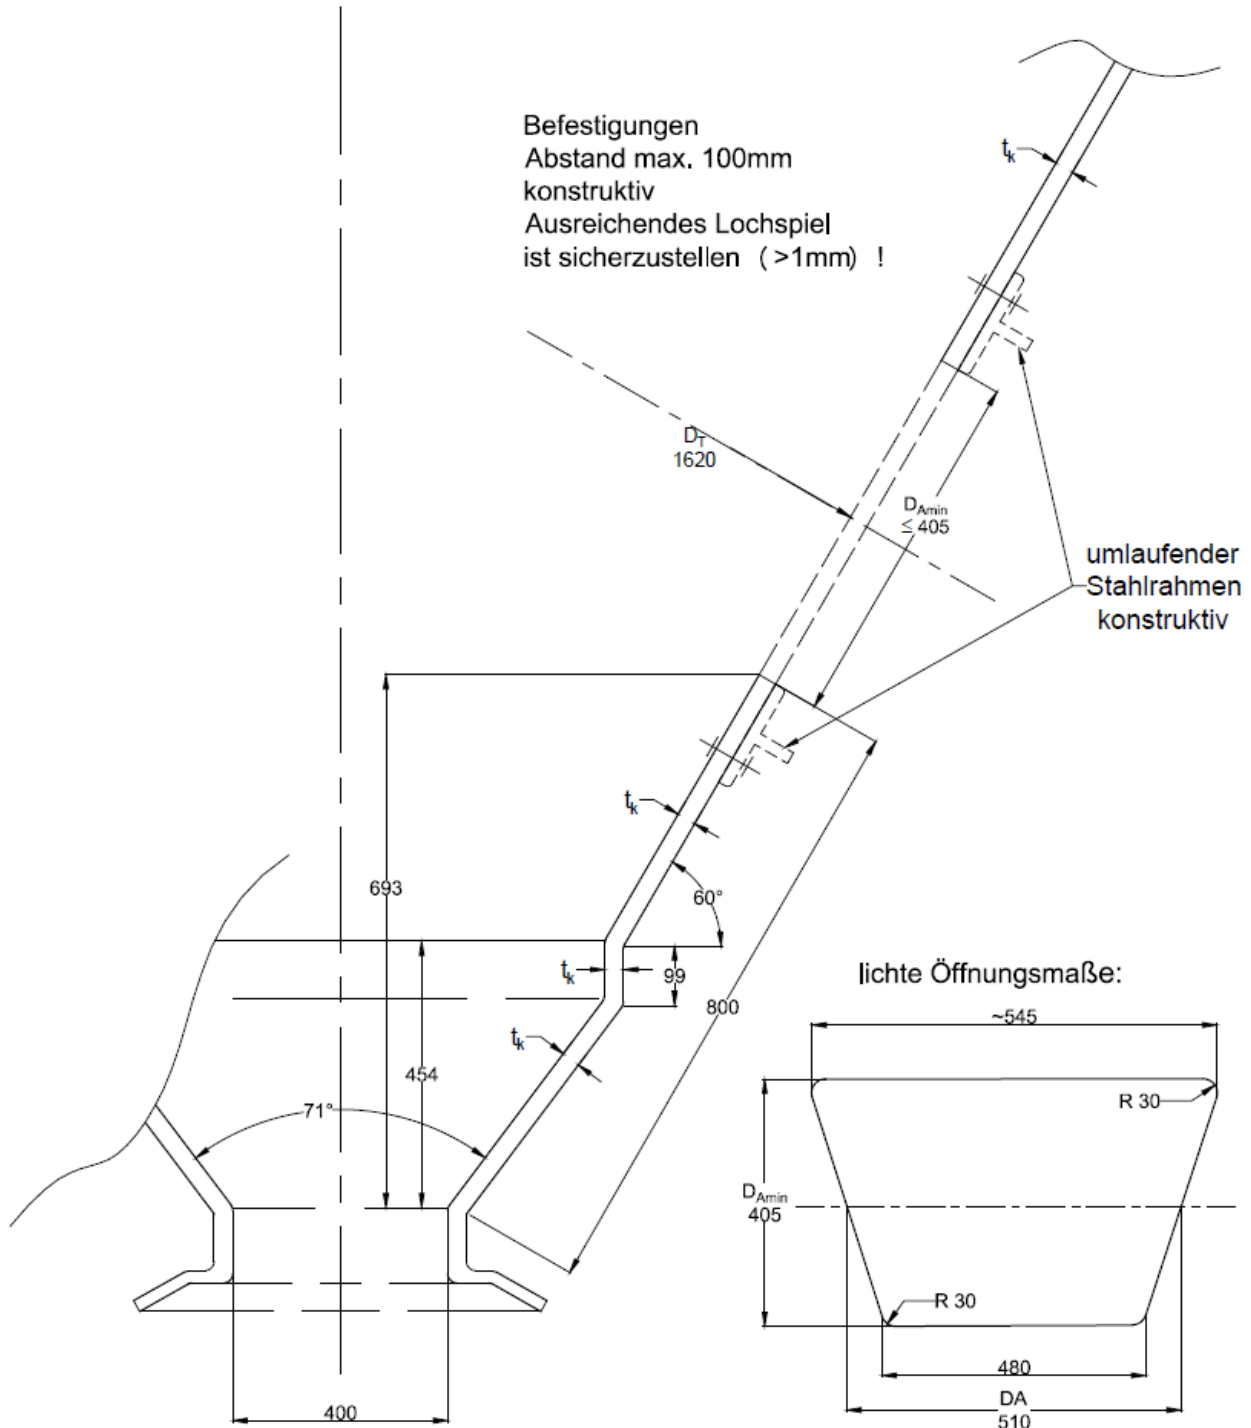 Befestigungen
Abstand max. 100mm
konstruktiv
Ausreichendes Lochspiel
ist sicherzustellen ( >1mm) !
tk
DT
1620
DAmin
≤ 405
umlaufender
Stahlrahmen
konstruktiv
tk
693
60°
tk
99
800
tk
454
71°
400
lichte Öffnungsmaße:
~545
R 30
DAmin
405
R 30
480
DA
510